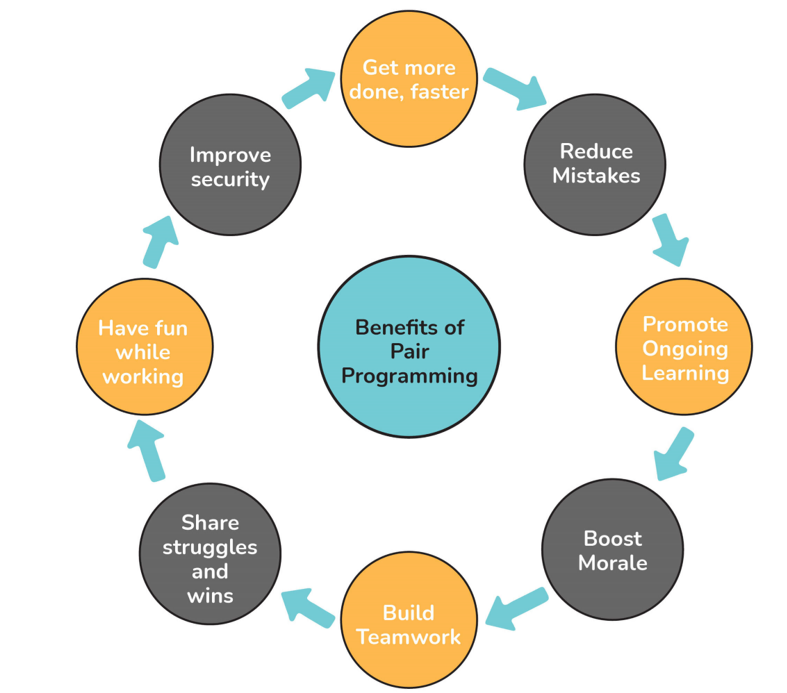 Get more
done, faster
Reduce
Mistakes
Promote
Ongoing
Learning
Boost
Morale
Build
Teamwork
Share
struggles
and
wins
Have fun
while
working
Improve
security
Benefits of
Pair
Programming